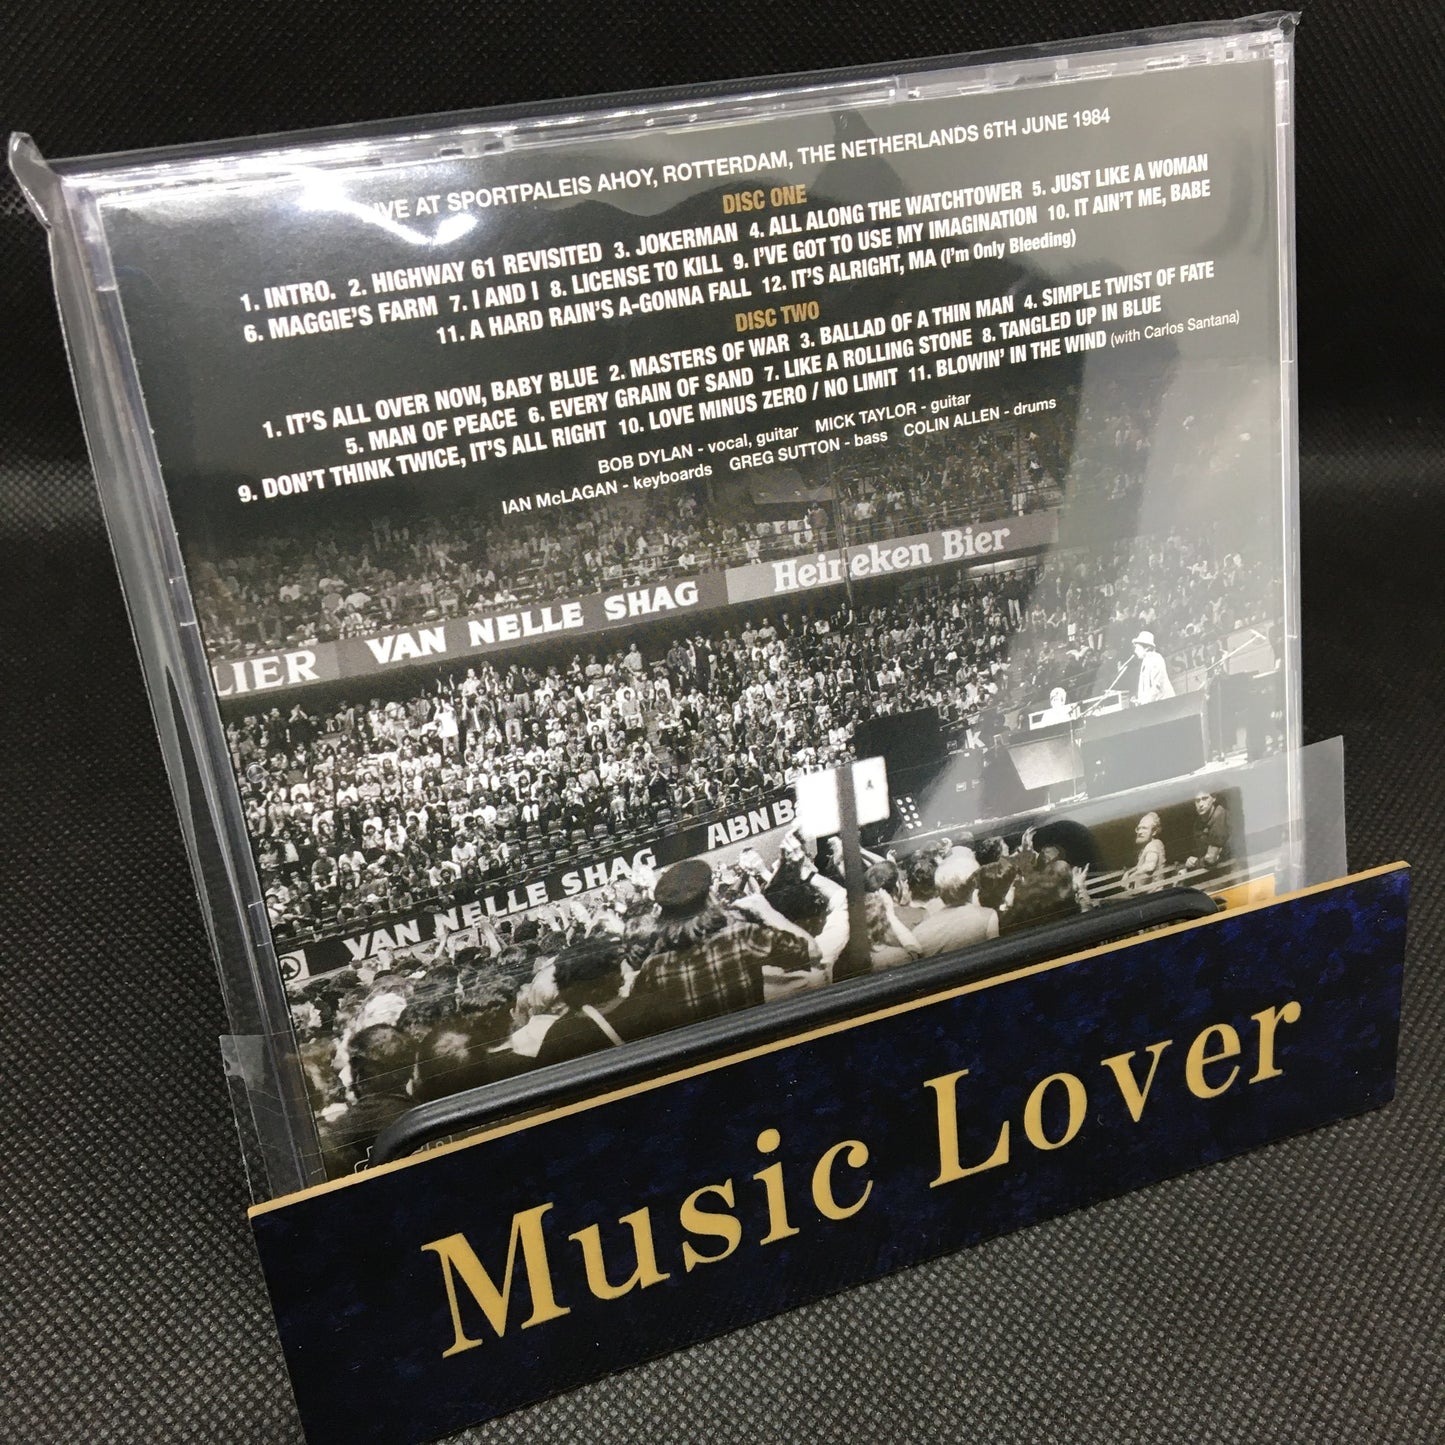 LIVE AT SPORTPALEIS AHOY, ROTTERDAM, THE NETHERLANDS 6TH JUNE 1984
DISC ONE
1. INTRO. 2. HIGHWAY 61 REVISITED 3. JOKERMAN 4. ALL ALONG THE WATCHTOWER 5. JUST LIKE A WOMAN
6. MAGGIE'S FARM 7. I AND I 8. LICENSE TO KILL 9. I'VE GOT TO USE MY IMAGINATION 10. IT AIN'T ME, BABE
11. A HARD RAIN'S A-GONNA FALL 12. IT'S ALRIGHT, MA (I'm Only Bleeding)
DISC TWO
1. IT'S ALL OVER NOW, BABY BLUE 2. MASTERS OF WAR 3. BALLAD OF A THIN MAN 4. SIMPLE TWIST OF FATE
5. MAN OF PEACE 6. EVERY GRAIN OF SAND 7. LIKE A ROLLING STONE 8. TANGLED UP IN BLUE
9. DON'T THINK TWICE, IT'S ALL RIGHT 10. LOVE MINUS ZERO / NO LIMIT 11. BLOWIN' IN THE WIND (with Carlos Santana)
BOB DYLAN - vocal, guitar MICK TAYLOR - guitar
IAN McLAGAN - keyboards GREG SUTTON - bass COLIN ALLEN - drums
LIER VAN NELLE SHAG Heineken Bier
VAN NELLE SHAG ABN B
Music Lover